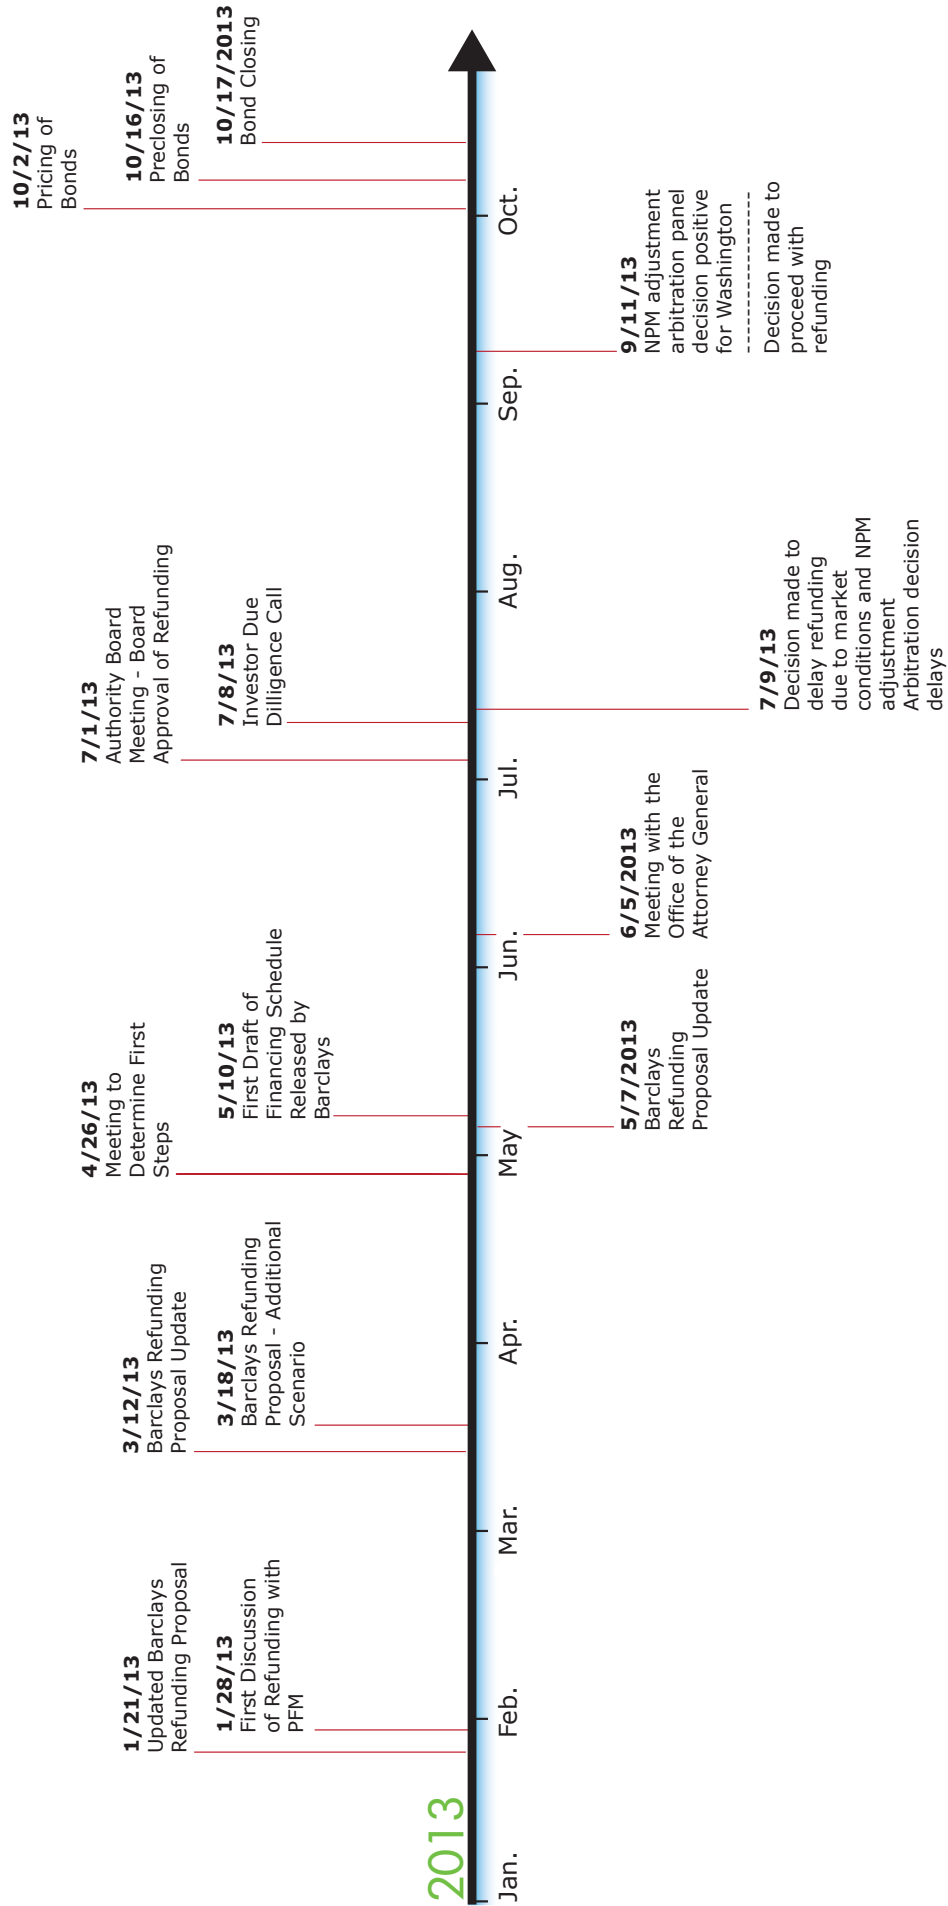 2013
1/21/13
Updated Barclays
Refunding Proposal
1/28/13
First Discussion
of Refunding with
PFM
3/12/13
Barclays Refunding
Proposal Update
3/18/13
Barclays Refunding
Proposal - Additional
Scenario
4/26/13
Meeting to
Determine First
Steps
5/10/13
First Draft of
Financing Schedule
Released by
Barclays
7/1/13
Authority Board
Meeting - Board
Approval of Refunding
7/8/13
Investor Due
Dilligence Call
10/2/13
Pricing of
Bonds
10/16/13
Preclosing of
Bonds
10/17/2013
Bond Closing
Jan.
Feb.
Mar.
Apr.
May
Jun.
Jul.
Aug.
Sep.
Oct.
5/7/2013
Barclays
Refunding
Proposal Update
6/5/2013
Meeting with the
Office of the
Attorney General
7/9/13
Decision made to
delay refunding
due to market
conditions and NPM
adjustment
Arbitration decision
delays
9/11/13
NPM adjustment
arbitration panel
decision positive
for Washington
-----------------
Decision made to
proceed with
refunding